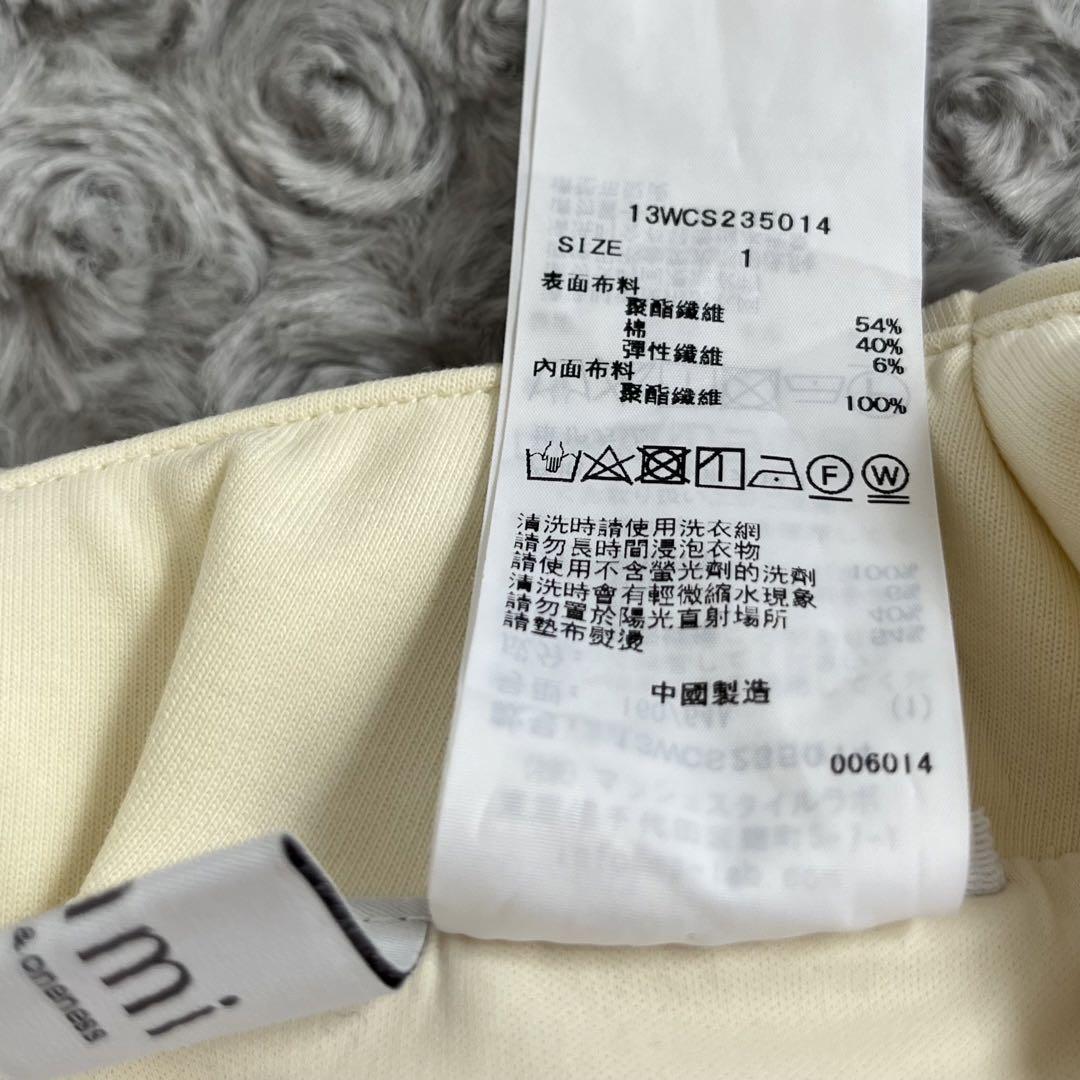 13WCS235014
SIZE 1
表面布料
聚酯纖維 54%
棉 40%
彈性纖維 6%
內面布料
聚酯纖維 100%
F W
清洗時請使用洗衣網
請勿長時間浸泡衣物
請使用不含螢光劑的洗劑
清洗時會有輕微縮水現象
請勿置於陽光直射場所
請墊布熨燙
中國製造
006014
mi
& oneness